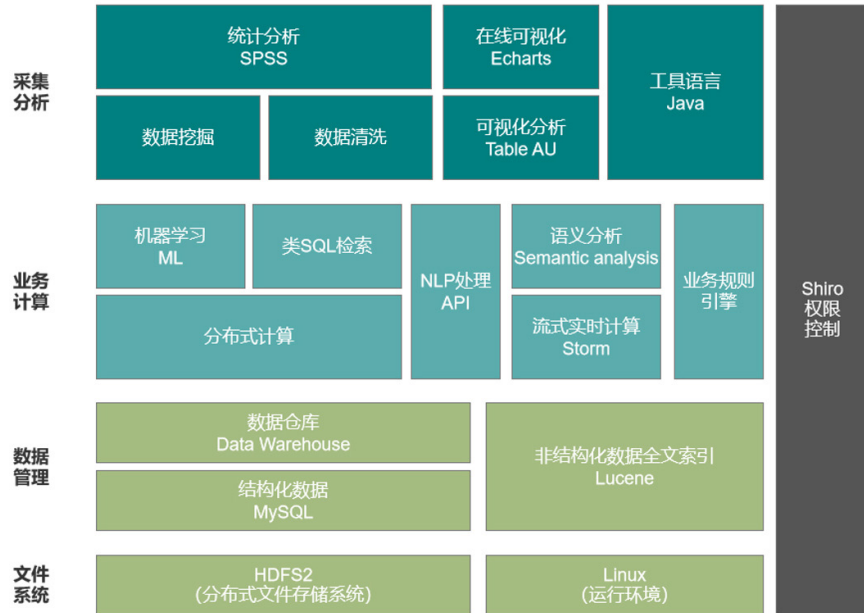 采集
分析
统计分析
SPSS
在线可视化
Echarts
工具语言
Java
数据挖掘
数据清洗
可视化分析
Table AU
业务
计算
机器学习
ML
类SQL检索
NLP处理
API
语义分析
Semantic analysis
业务规则
引擎
分布式计算
流式实时计算
Storm
Shiro
权限
控制
数据
管理
数据仓库
Data Warehouse
非结构化数据全文索引
Lucene
结构化数据
MySQL
文件
系统
HDFS2
(分布式文件存储系统)
Linux
(运行环境)